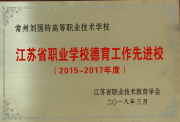 常州刘国钧高等职业技术学校
江苏省职业学校德育工作先进校
（2015-2017年度）
江苏省职业技术教育学会
二〇一八年三月